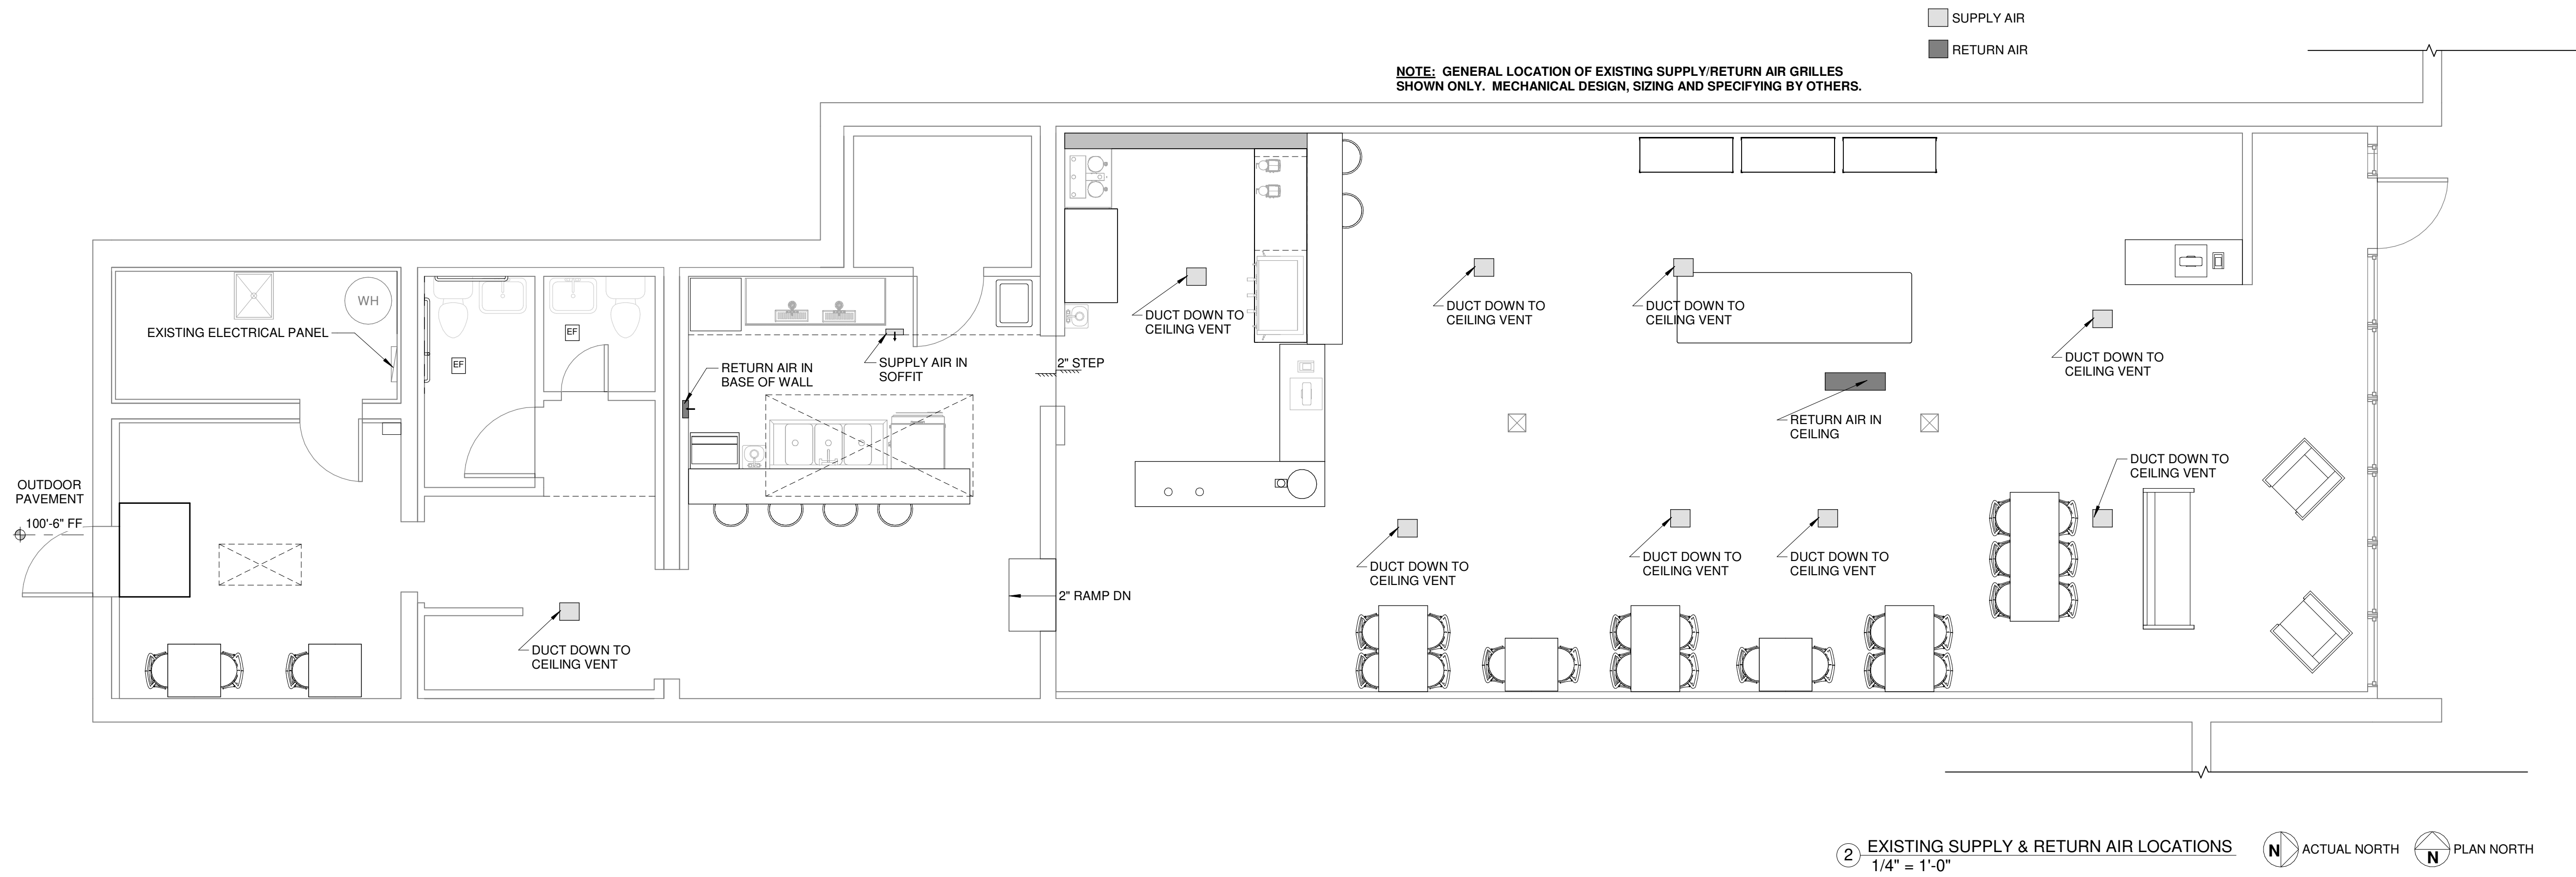 SUPPLY AIR
RETURN AIR
NOTE: GENERAL LOCATION OF EXISTING SUPPLY/RETURN AIR GRILLES
SHOWN ONLY. MECHANICAL DESIGN, SIZING AND SPECIFYING BY OTHERS.
WH
EXISTING ELECTRICAL PANEL
EF
EF
RETURN AIR IN
BASE OF WALL
SUPPLY AIR IN
SOFFIT
2" STEP
DUCT DOWN TO
CEILING VENT
DUCT DOWN TO
CEILING VENT
DUCT DOWN TO
CEILING VENT
DUCT DOWN TO
CEILING VENT
RETURN AIR IN
CEILING
DUCT DOWN TO
CEILING VENT
OUTDOOR
PAVEMENT
100'-6" FF
DUCT DOWN TO
CEILING VENT
DUCT DOWN TO
CEILING VENT
DUCT DOWN TO
CEILING VENT
2" RAMP DN
DUCT DOWN TO
CEILING VENT
2 EXISTING SUPPLY & RETURN AIR LOCATIONS
1/4" = 1'-0"
N ACTUAL NORTH
N PLAN NORTH